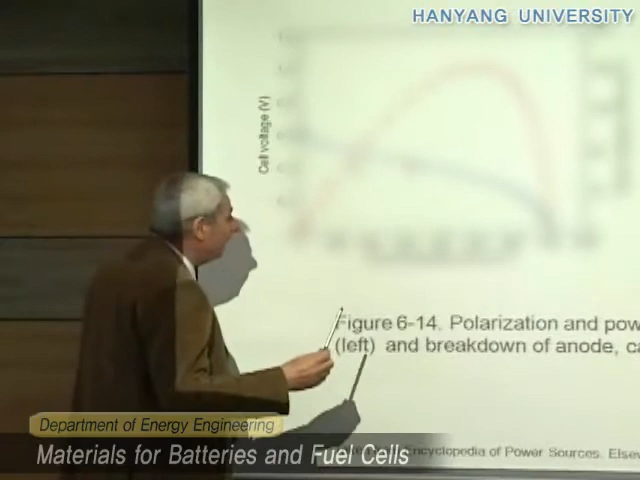 HANYANG UNIVERSITY
Cell voltage (V)
Figure 6-14. Polarization and pow
(left) and breakdown of anode, ca
Department of Energy Engineering
Encyclopedia of Power Sources. Elsev
Materials for Batteries and Fuel Cells